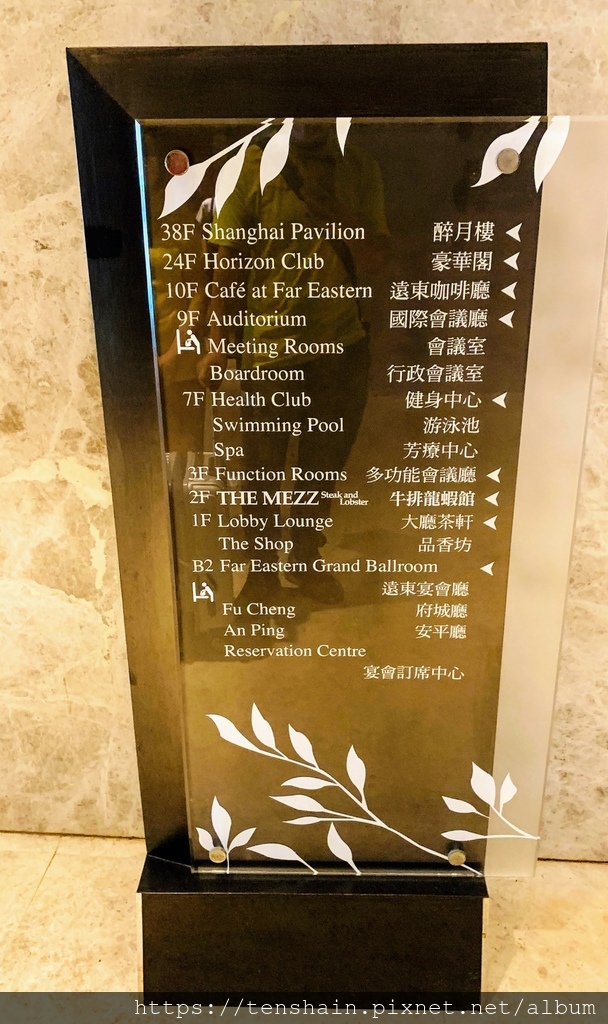 38F Shanghai Pavilion 醉月樓
24F Horizon Club 豪華閣
10F Café at Far Eastern 遠東咖啡廳
9F Auditorium 國際會議廳
Meeting Rooms 會議室
Boardroom 行政會議室
7F Health Club 健身中心
Swimming Pool 游泳池
Spa 芳療中心
3F Function Rooms 多功能會議廳
2F THE MEZZ Steak and Lobster 牛排龍蝦館
1F Lobby Lounge 大廳茶軒
The Shop 品香坊
B2 Far Eastern Grand Ballroom
遠東宴會廳
Fu Cheng 府城廳
An Ping 安平廳
Reservation Centre
宴會訂席中心
https://tenshain.pixnet.net/album